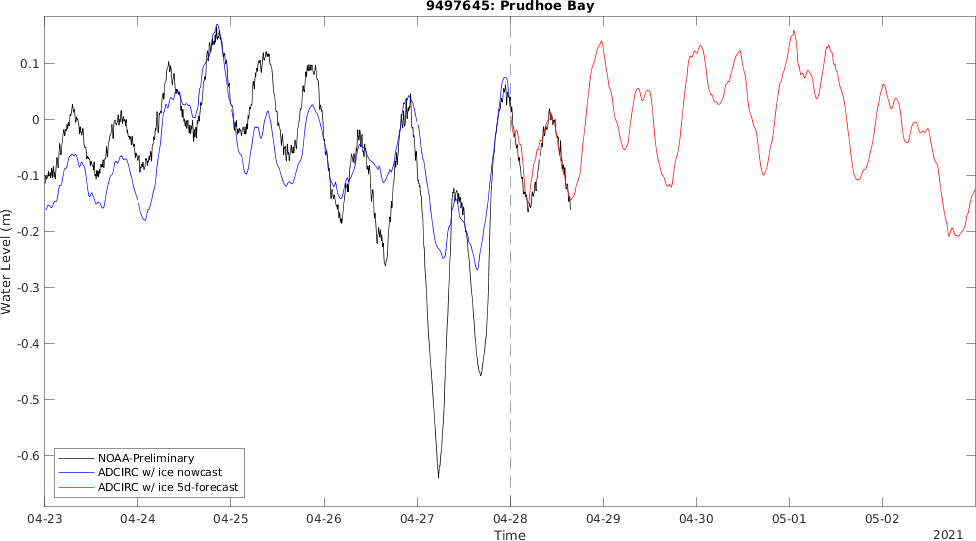 9497645: Prudhoe Bay
Water Level (m)
0.1
0
-0.1
-0.2
-0.3
-0.4
-0.5
-0.6
NOAA-Preliminary
ADCIRC w/ ice nowcast
ADCIRC w/ ice 5d-forecast
04-23 04-24 04-25 04-26 04-27 04-28 04-29 04-30 05-01 05-02
Time
2021